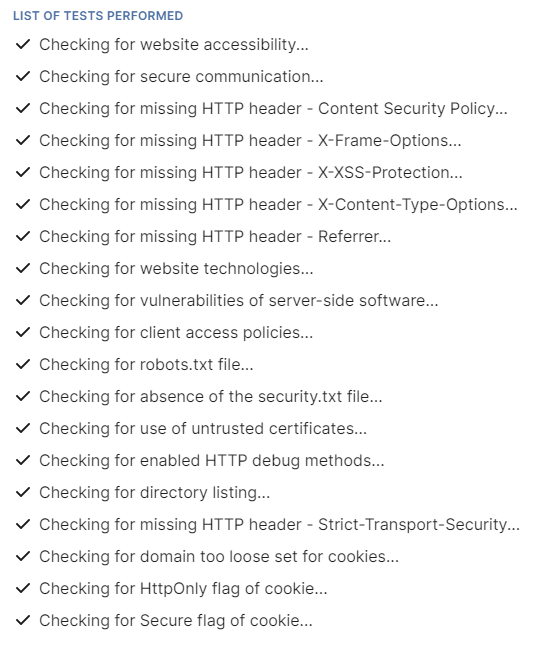 LIST OF TESTS PERFORMED
Checking for website accessibility...
Checking for secure communication...
Checking for missing HTTP header - Content Security Policy...
Checking for missing HTTP header - X-Frame-Options...
Checking for missing HTTP header - X-XSS-Protection...
Checking for missing HTTP header - X-Content-Type-Options...
Checking for missing HTTP header - Referrer...
Checking for website technologies...
Checking for vulnerabilities of server-side software...
Checking for client access policies...
Checking for robots.txt file...
Checking for absence of the security.txt file...
Checking for use of untrusted certificates...
Checking for enabled HTTP debug methods...
Checking for directory listing...
Checking for missing HTTP header - Strict-Transport-Security...
Checking for domain too loose set for cookies...
Checking for HttpOnly flag of cookie...
Checking for Secure flag of cookie...